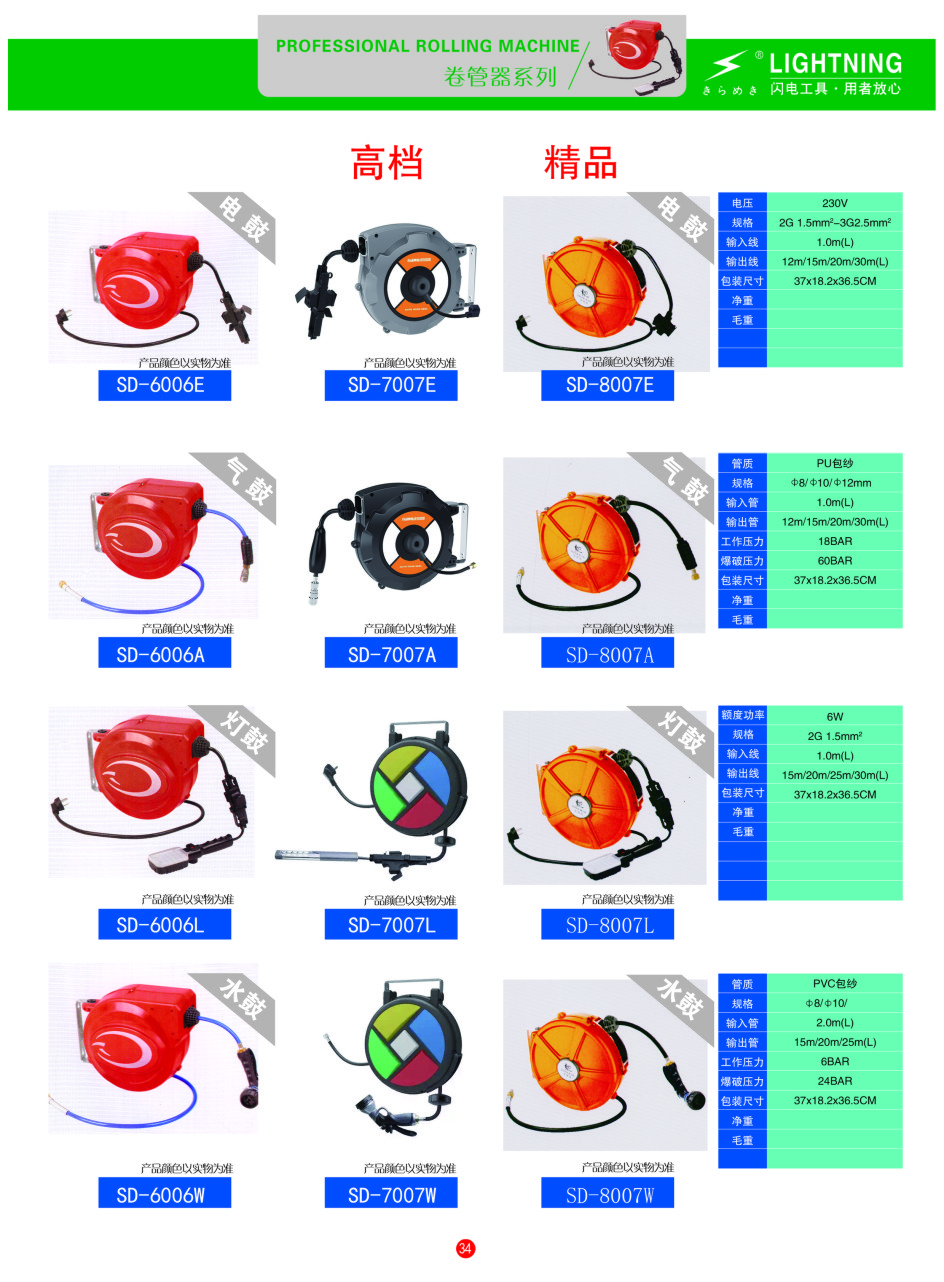 PROFESSIONAL ROLLING MACHINE
卷管器系列
® LIGHTNING
きらめき 闪电工具·用者放心
高档 精品
电鼓
电鼓
产品颜色以实物为准
产品颜色以实物为准
产品颜色以实物为准
SD-6006E
SD-7007E
SD-8007E
电压 230V
规格 2G 1.5mm²-3G2.5mm²
输入线 1.0m(L)
输出线 12m/15m/20m/30m(L)
包装尺寸 37x18.2x36.5CM
净重
毛重
气鼓
气鼓
产品颜色以实物为准
产品颜色以实物为准
产品颜色以实物为准
SD-6006A
SD-7007A
SD-8007A
管质 PU包纱
规格 Φ8/Φ10/Φ12mm
输入管 1.0m(L)
输出管 12m/15m/20m/30m(L)
工作压力 18BAR
爆破压力 60BAR
包装尺寸 37x18.2x36.5CM
净重
毛重
灯鼓
灯鼓
产品颜色以实物为准
产品颜色以实物为准
产品颜色以实物为准
SD-6006L
SD-7007L
SD-8007L
额度功率 6W
规格 2G 1.5mm²
输入线 1.0m(L)
输出线 15m/20m/25m/30m(L)
包装尺寸 37x18.2x36.5CM
净重
毛重
水鼓
水鼓
产品颜色以实物为准
产品颜色以实物为准
产品颜色以实物为准
SD-6006W
SD-7007W
SD-8007W
管质 PVC包纱
规格 Φ8/Φ10/
输入管 2.0m(L)
输出管 15m/20m/25m(L)
工作压力 6BAR
爆破压力 24BAR
包装尺寸 37x18.2x36.5CM
净重
毛重
34